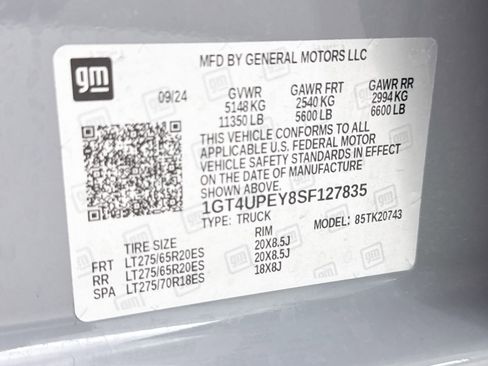 gm
MFD BY GENERAL MOTORS LLC
09/24 GVWR GAWR FRT GAWR RR
5148 KG 2540 KG 2994 KG
11350 LB 5600 LB 6600 LB
THIS VEHICLE CONFORMS TO ALL
APPLICABLE U.S. FEDERAL MOTOR
VEHICLE SAFETY STANDARDS IN EFFECT
ON THE DATE OF MANUFACTURE
SHOWN ABOVE.
1GT4UPEY8SF127835
TYPE: TRUCK MODEL: 85TK20743
TIRE SIZE RIM
FRT LT275/65R20ES 20X8.5J
RR LT275/65R20ES 20X8.5J
SPA LT275/70R18ES 18X8J